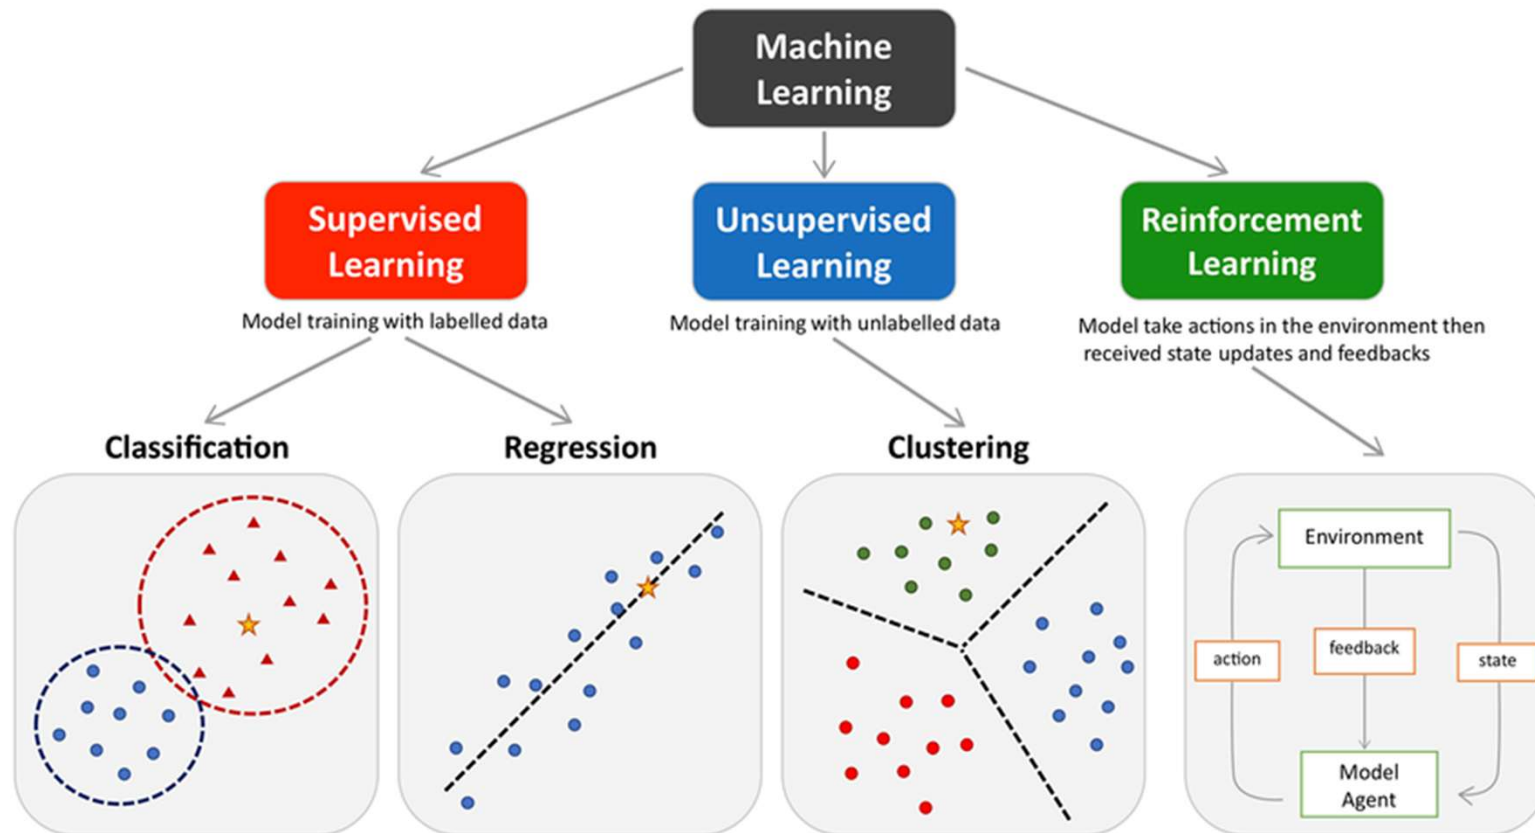 Machine
Learning
Supervised
Learning
Unsupervised
Learning
Reinforcement
Learning
Model training with labelled data
Model training with unlabelled data
Model take actions in the environment then
received state updates and feedbacks
Classification
Regression
Clustering
Environment
action
feedback
state
Model
Agent